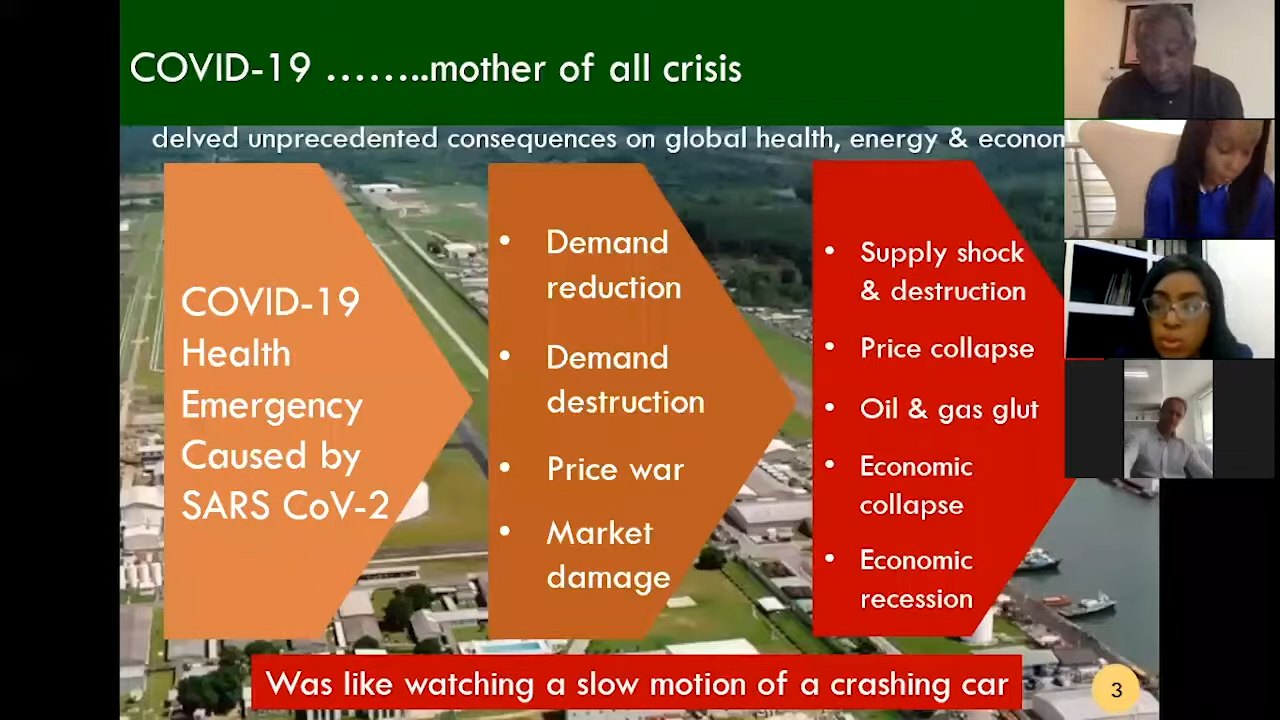 COVID-19 ……..mother of all crisis
delved unprecedented consequences on global health, energy & econom
COVID-19
Health
Emergency
Caused by
SARS CoV-2
• Demand
reduction
• Demand
destruction
• Price war
• Market
damage
• Supply shock
& destruction
• Price collapse
• Oil & gas glut
• Economic
collapse
• Economic
recession
Was like watching a slow motion of a crashing car
3